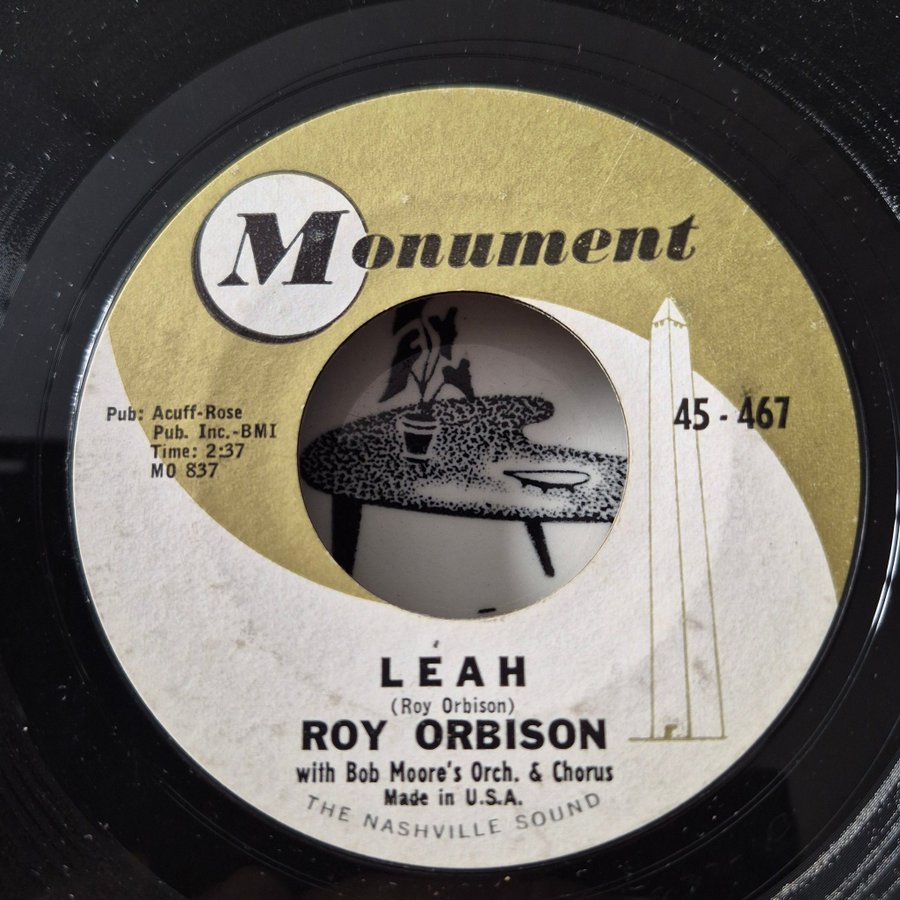 Monument
45 - 467
Pub: Acuff-Rose
Pub. Inc.-BMI
Time: 2:37
MO 837
LEAH
(Roy Orbison)
ROY ORBISON
with Bob Moore's Orch. & Chorus
Made in U.S.A.
THE NASHVILLE SOUND